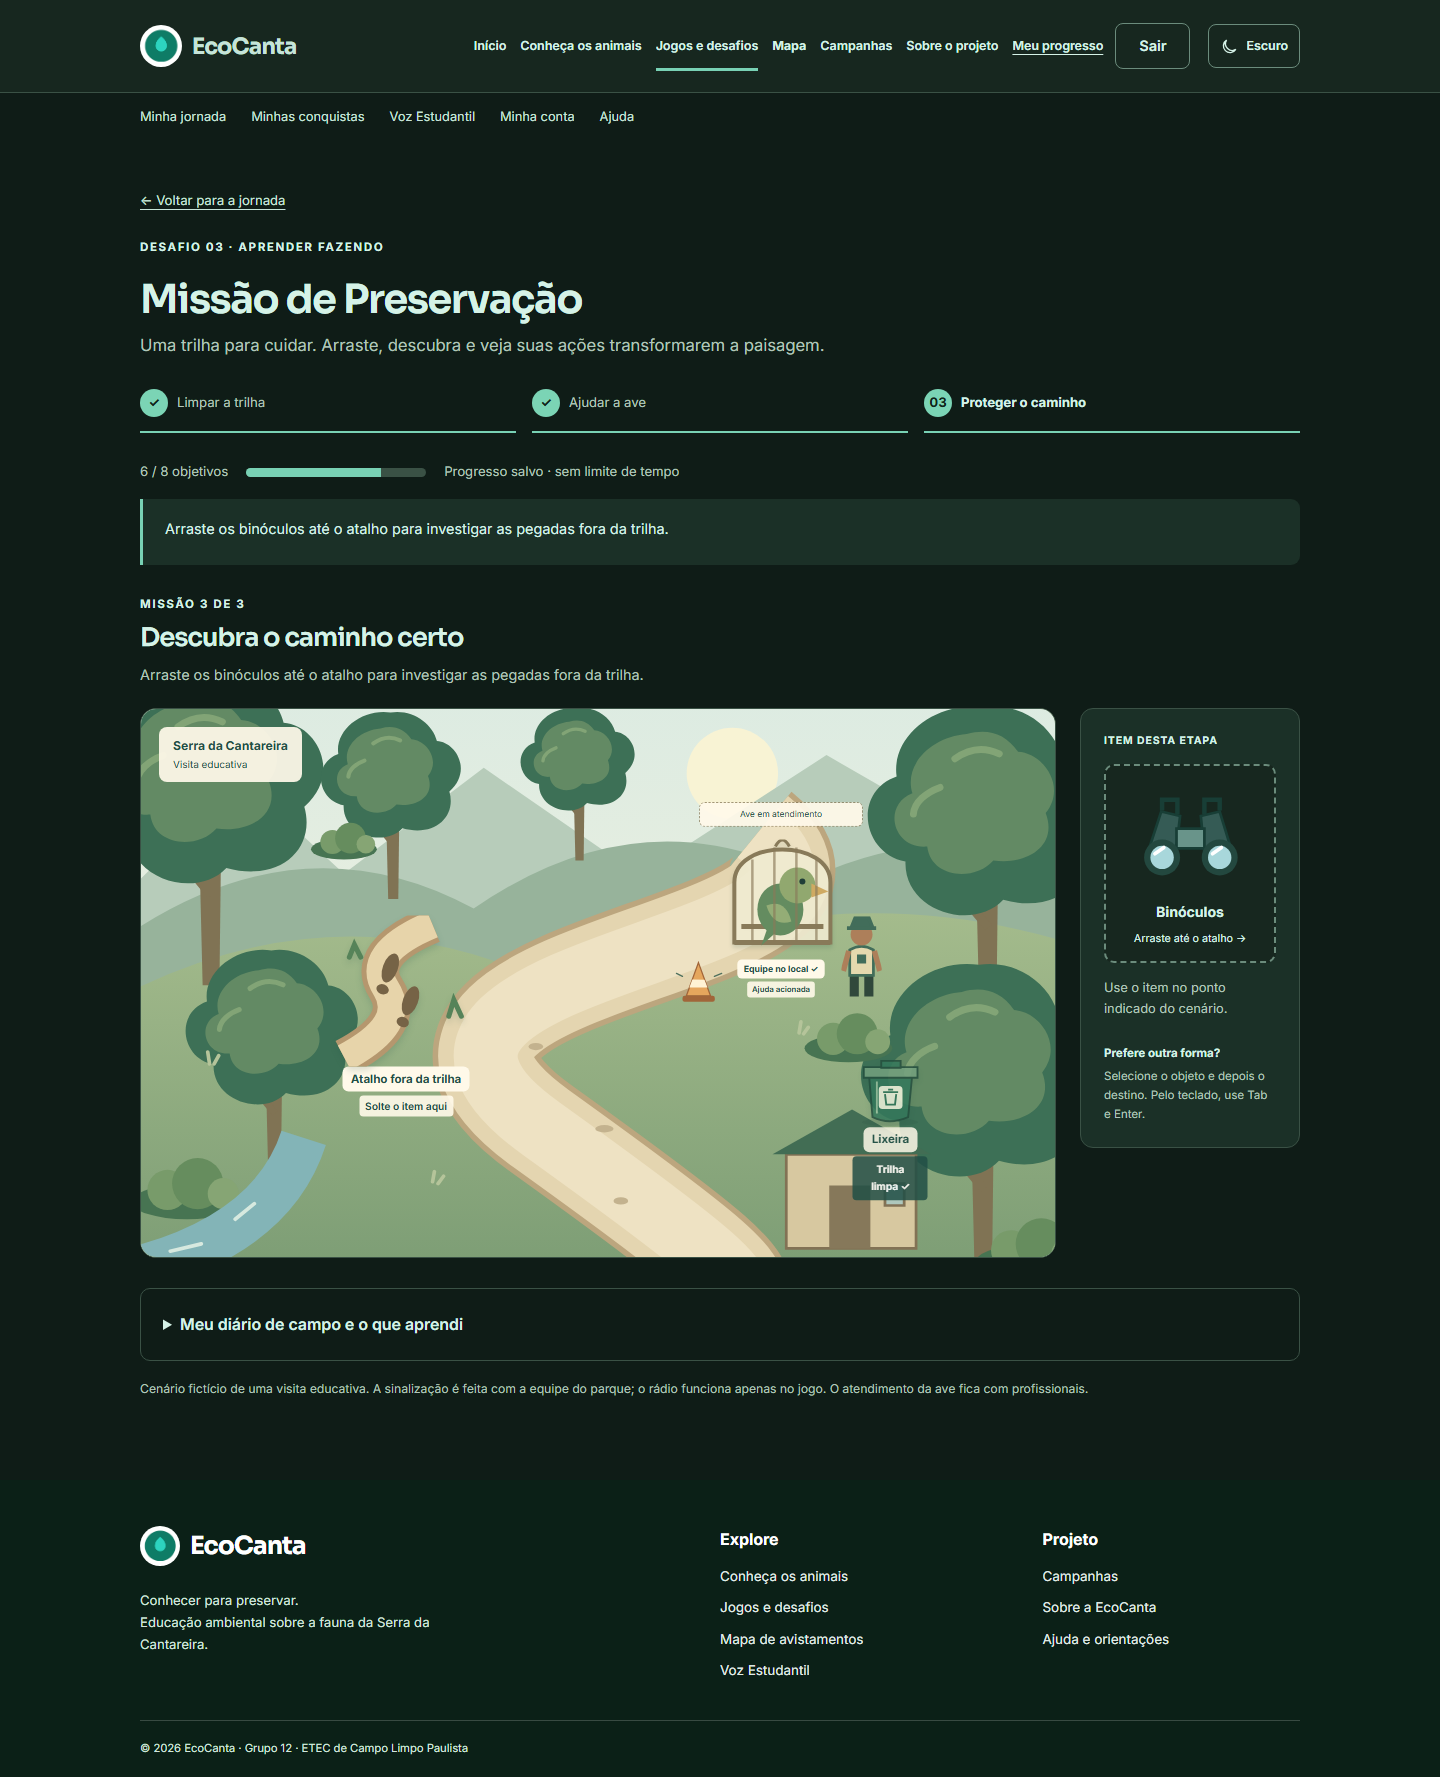 EcoCanta
Início
Conheça os animais
Jogos e desafios
Mapa
Campanhas
Sobre o projeto
Meu progresso
Sair
Escuro
Minha jornada
Minhas conquistas
Voz Estudantil
Minha conta
Ajuda
← Voltar para a jornada
DESAFIO 03 · APRENDER FAZENDO
Missão de Preservação
Uma trilha para cuidar. Arraste, descubra e veja suas ações transformarem a paisagem.
✓ Limpar a trilha
✓ Ajudar a ave
03 Proteger o caminho
6 / 8 objetivos
Progresso salvo · sem limite de tempo
Arraste os binóculos até o atalho para investigar as pegadas fora da trilha.
MISSÃO 3 DE 3
Descubra o caminho certo
Arraste os binóculos até o atalho para investigar as pegadas fora da trilha.
Serra da Cantareira
Visita educativa
Ave em atendimento
Equipe no local ✓
Ajuda acionada
Atalho fora da trilha
Solte o item aqui
Lixeira
Trilha
limpa ✓
ITEM DESTA ETAPA
Binóculos
Arraste até o atalho →
Use o item no ponto
indicado do cenário.
Prefere outra forma?
Selecione o objeto e depois o
destino. Pelo teclado, use Tab
e Enter.
▶ Meu diário de campo e o que aprendi
Cenário fictício de uma visita educativa. A sinalização é feita com a equipe do parque; o rádio funciona apenas no jogo. O atendimento da ave fica com profissionais.
EcoCanta
Conhecer para preservar.
Educação ambiental sobre a fauna da Serra da
Cantareira.
Explore
Conheça os animais
Jogos e desafios
Mapa de avistamentos
Voz Estudantil
Projeto
Campanhas
Sobre a EcoCanta
Ajuda e orientações
© 2026 EcoCanta · Grupo 12 · ETEC de Campo Limpo Paulista